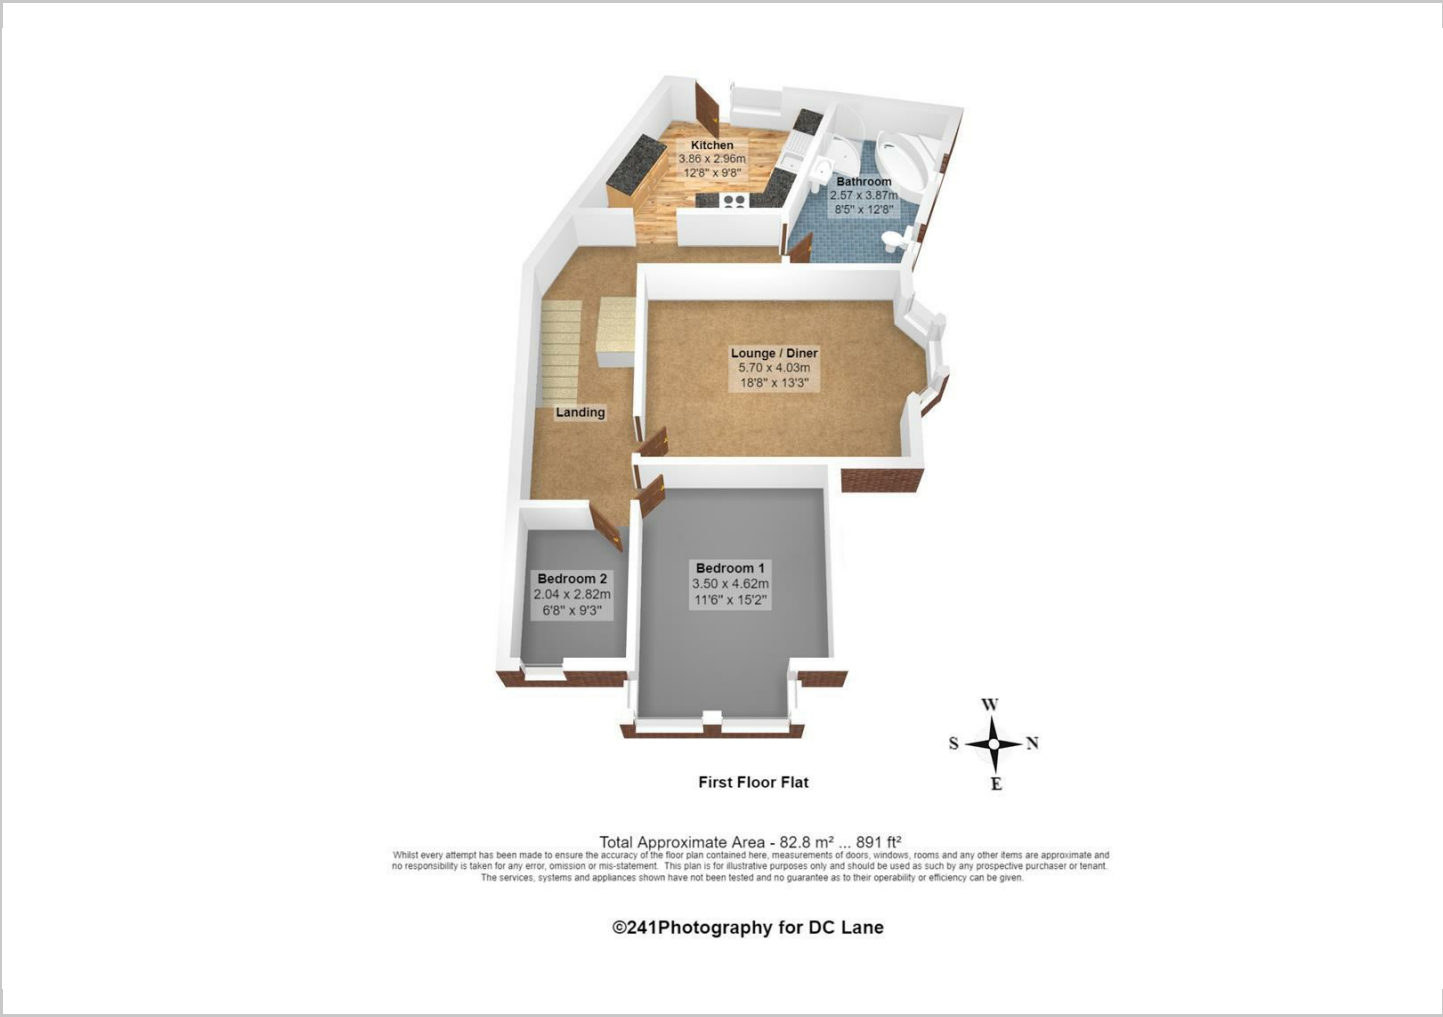 Kitchen
3.86 x 2.96m
12'8" x 9'8"
Bathroom
2.57 x 3.87m
8'5" x 12'8"
Lounge / Diner
5.70 x 4.03m
18'8" x 13'3"
Landing
Bedroom 2
2.04 x 2.82m
6'8" x 9'3"
Bedroom 1
3.50 x 4.62m
11'6" x 15'2"
W
S N
E
First Floor Flat
Total Approximate Area - 82.8 m² ... 891 ft²
Whilst every attempt has been made to ensure the accuracy of the floor plan contained here, measurements of doors, windows, rooms and any other items are approximate and
no responsibility is taken for any error, omission or mis-statement. This plan is for illustrative purposes only and should be used as such by any prospective purchaser or tenant.
The services, systems and appliances shown have not been tested and no guarantee as to their operability or efficiency can be given.
©241Photography for DC Lane